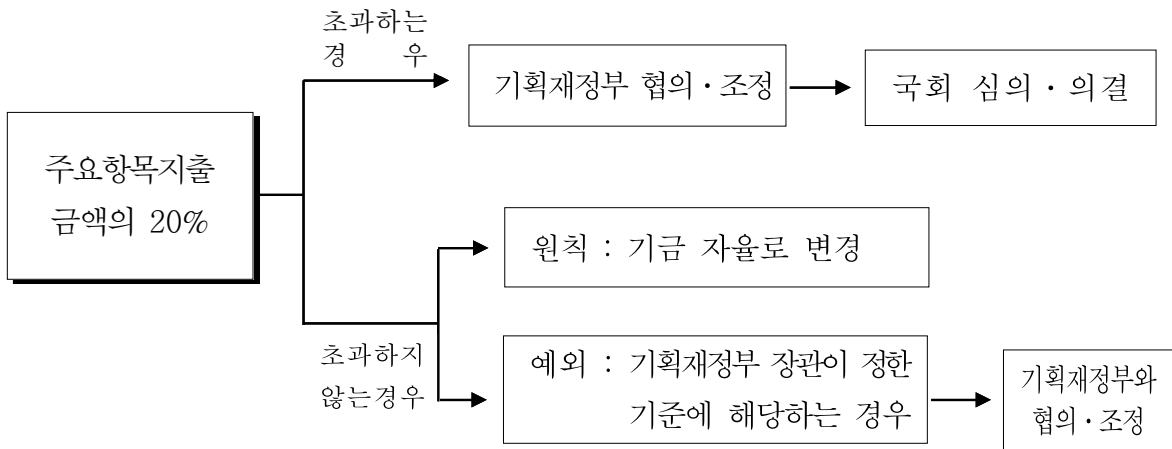 주요항목지출
금액의 20%
초과하는
경 우
기획재정부 협의·조정
국회 심의·의결
원칙 : 기금 자율로 변경
초과하지
않는경우
예외 : 기획재정부 장관이 정한
기준에 해당하는 경우
기획재정부와
협의·조정